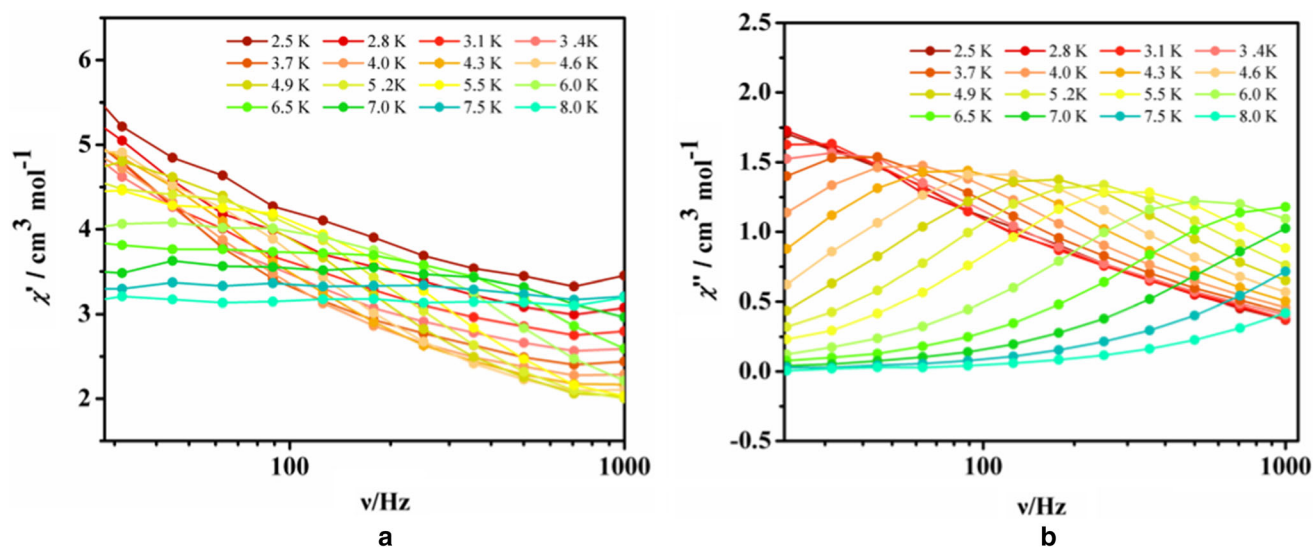 6
5
4
3
2
χ' / cm³ mol⁻¹
2.5 K 2.8 K 3.1 K 3 .4K
3.7 K 4.0 K 4.3 K 4.6 K
4.9 K 5 .2K 5.5 K 6.0 K
6.5 K 7.0 K 7.5 K 8.0 K
100 1000
ν/Hz
a
2.5
2.0
1.5
1.0
0.5
0.0
-0.5
χ'' / cm³ mol⁻¹
2.5 K 2.8 K 3.1 K 3 .4K
3.7 K 4.0 K 4.3 K 4.6 K
4.9 K 5 .2K 5.5 K 6.0 K
6.5 K 7.0 K 7.5 K 8.0 K
100 1000
ν/Hz
b